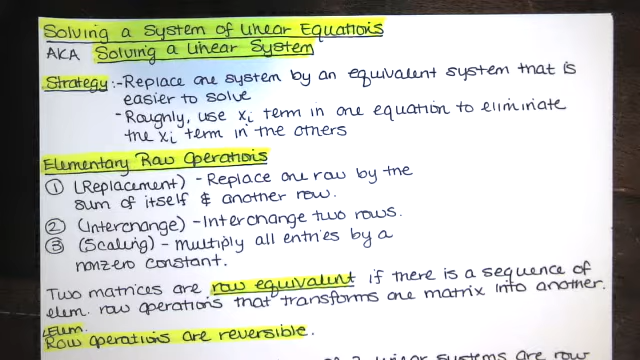 Solving a System of Linear Equations
AKA Solving a Linear System
Strategy:- Replace one system by an equivalent system that is
easier to solve
- Roughly, use xi term in one equation to eliminate
the xi term in the others
Elementary Row Operations
① (Replacement) - Replace one row by the
sum of itself & another row.
② (Interchange) - Interchange two rows.
③ (Scaling) - multiply all entries by a
nonzero constant.
Two matrices are row equivalent if there is a sequence of
elem. row operations that transforms one matrix into another.
Elem.
Row operations are reversible.
linear systems are row